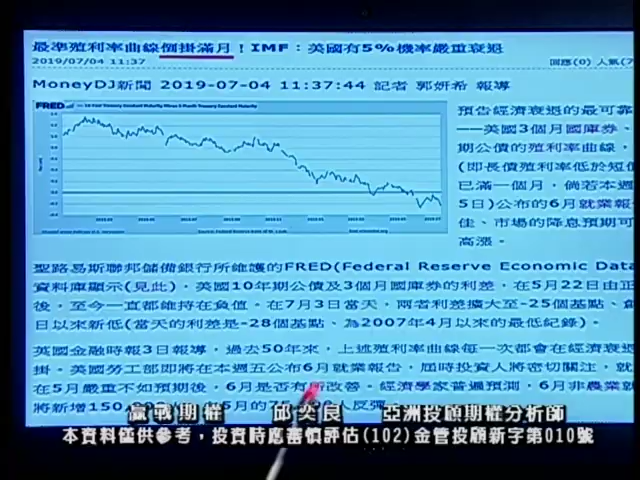 最準殖利率曲線倒掛滿月！IMF：美國有5%機率嚴重衰退
2019/07/04 11:37
回應(0) 人氣(7
MoneyDJ新聞 2019-07-04 11:37:44 記者 郭妍希 報導
FRED
預告經濟衰退的最可靠
──美國3個月國庫券、
期公債的殖利率曲線，
(即長債殖利率低於短債
已滿一個月，倘若本週
5日)公布的6月就業報告
佳、市場的降息預期可
高漲。
聖路易斯聯邦儲備銀行所維護的FRED(Federal Reserve Economic Data
資料庫顯示(見此)，美國10年期公債及3個月國庫券的利差，在5月22日由正
後，至今一直都維持在負值。在7月3日當天，兩者利差擴大至-25個基點、創
日以來新低(當天的利差是-28個基點、為2007年4月以來的最低紀錄)。
英國金融時報3日報導，過去50年來，上述殖利率曲線每一次都會在經濟衰退
掛。美國勞工部即將在本週五公布6月就業報告，屆時投資人將密切關注，就
在5月嚴重不如預期後，6月是否有所改善。經濟學家普遍預測，6月非農業
將新增150, 5月的75, 人反彈
贏戰期權 邱奕良 亞洲投顧期權分析師
本資料僅供參考，投資時應審慎評估(102)金管投顧新字第010號